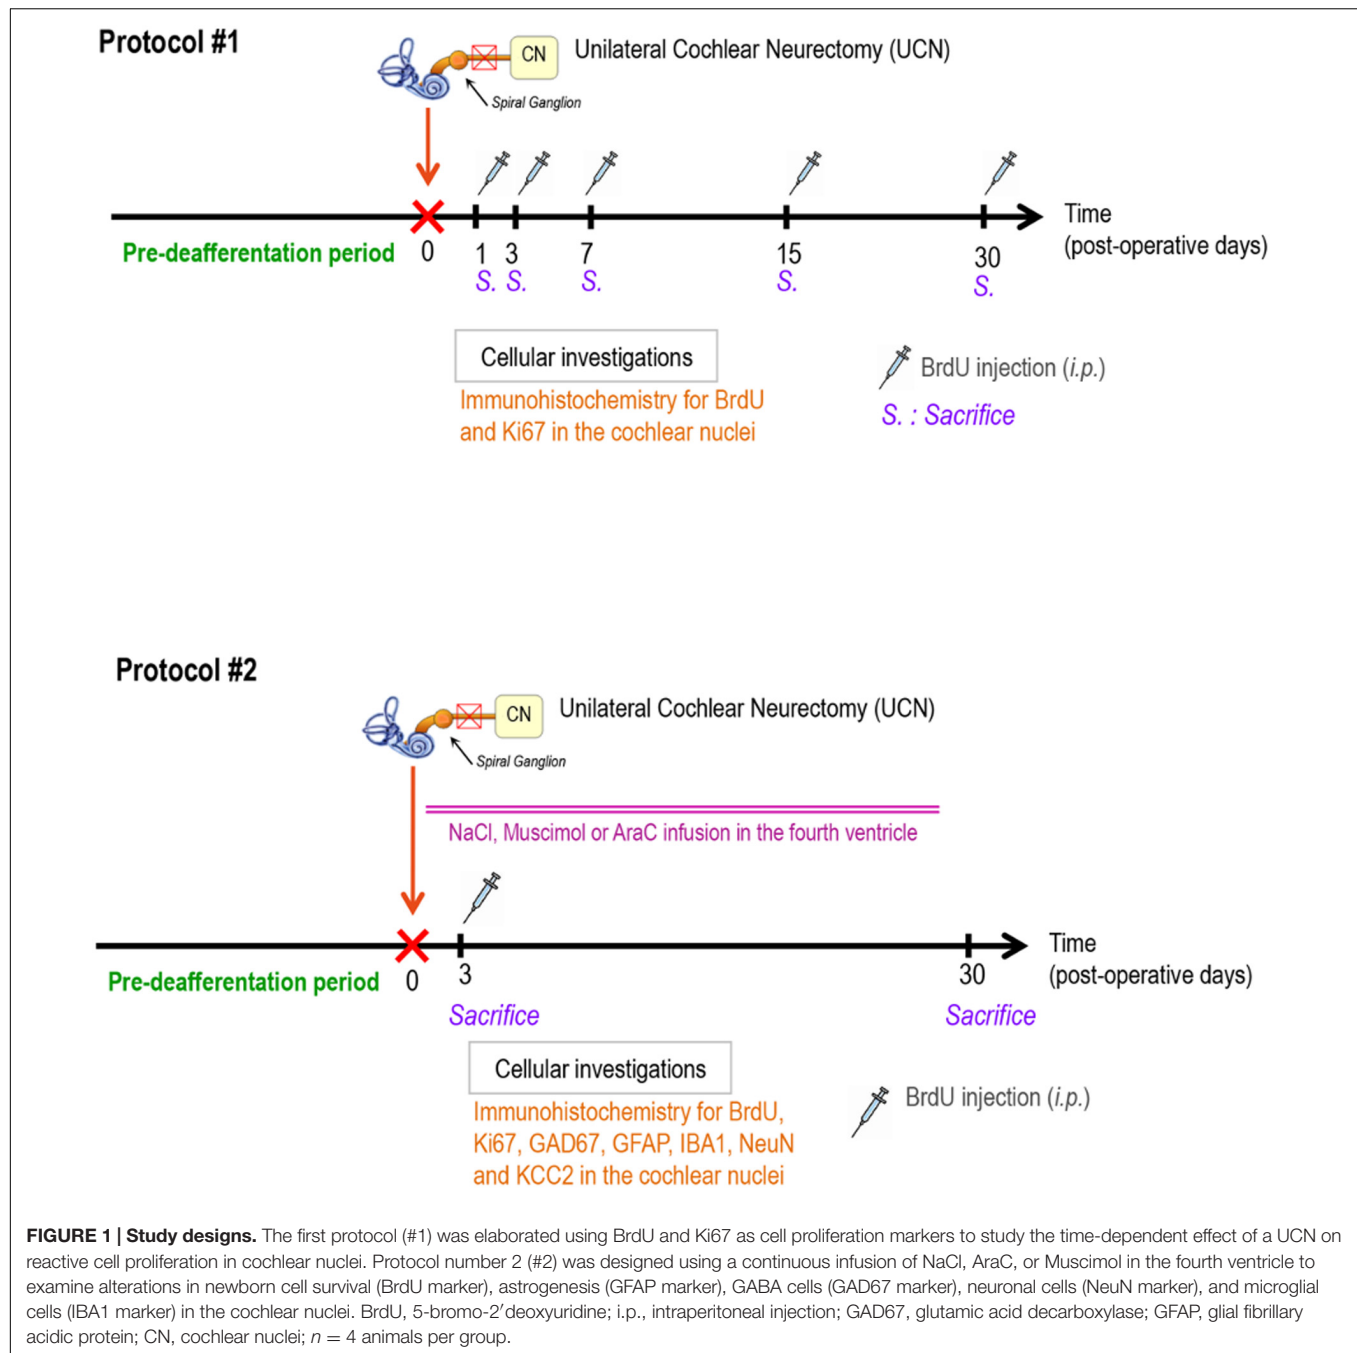 Protocol #1
CN
Unilateral Cochlear Neurectomy (UCN)
Spiral Ganglion
Time
(post-operative days)
Pre-deafferentation period
0
1
3
7
15
30
S.
S.
S.
S.
S.
Cellular investigations
Immunohistochemistry for BrdU
and Ki67 in the cochlear nuclei
BrdU injection (i.p.)
S. : Sacrifice
Protocol #2
CN
Unilateral Cochlear Neurectomy (UCN)
Spiral Ganglion
NaCl, Muscimol or AraC infusion in the fourth ventricle
Time
(post-operative days)
Pre-deafferentation period
0
3
30
Sacrifice
Sacrifice
Cellular investigations
Immunohistochemistry for BrdU,
Ki67, GAD67, GFAP, IBA1, NeuN
and KCC2 in the cochlear nuclei
BrdU injection (i.p.)
FIGURE 1 | Study designs. The first protocol (#1) was elaborated using BrdU and Ki67 as cell proliferation markers to study the time-dependent effect of a UCN on
reactive cell proliferation in cochlear nuclei. Protocol number 2 (#2) was designed using a continuous infusion of NaCl, AraC, or Muscimol in the fourth ventricle to
examine alterations in newborn cell survival (BrdU marker), astrogenesis (GFAP marker), GABA cells (GAD67 marker), neuronal cells (NeuN marker), and microglial
cells (IBA1 marker) in the cochlear nuclei. BrdU, 5-bromo-2′deoxyuridine; i.p., intraperitoneal injection; GAD67, glutamic acid decarboxylase; GFAP, glial fibrillary
acidic protein; CN, cochlear nuclei; n = 4 animals per group.